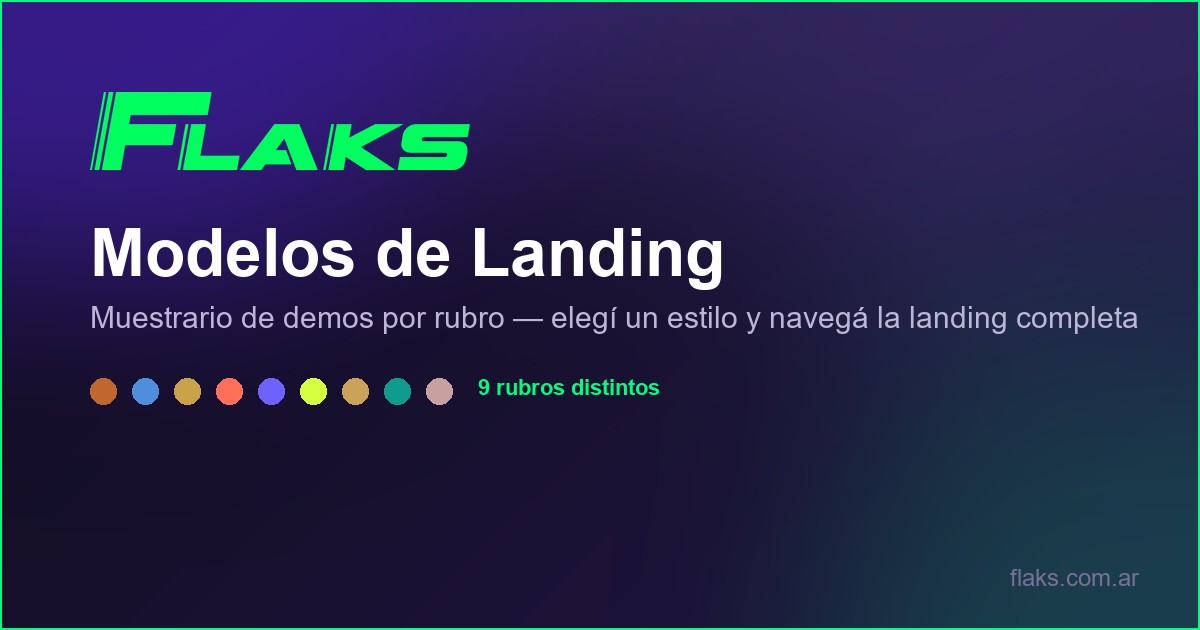 FLAKS
Modelos de Landing
Muestrario de demos por rubro — elegí un estilo y navegá la landing completa
9 rubros distintos
flaks.com.ar